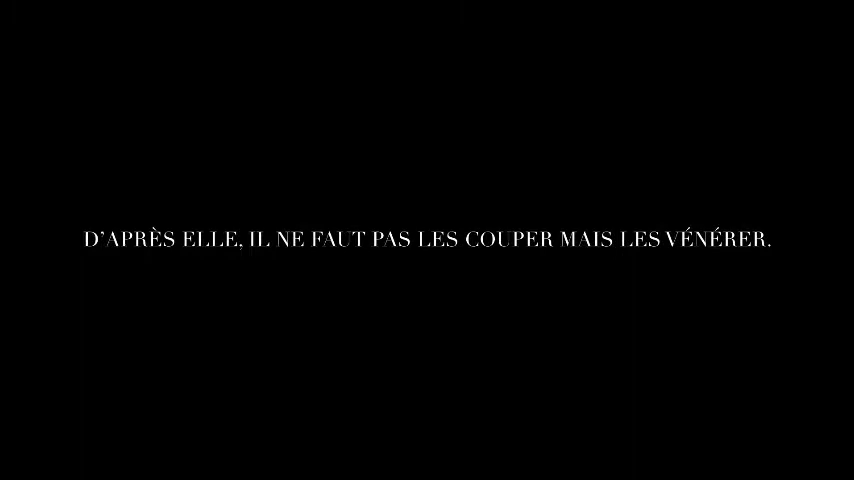 D’APRÈS ELLE, IL NE FAUT PAS LES COUPER MAIS LES VÉNÉRER.